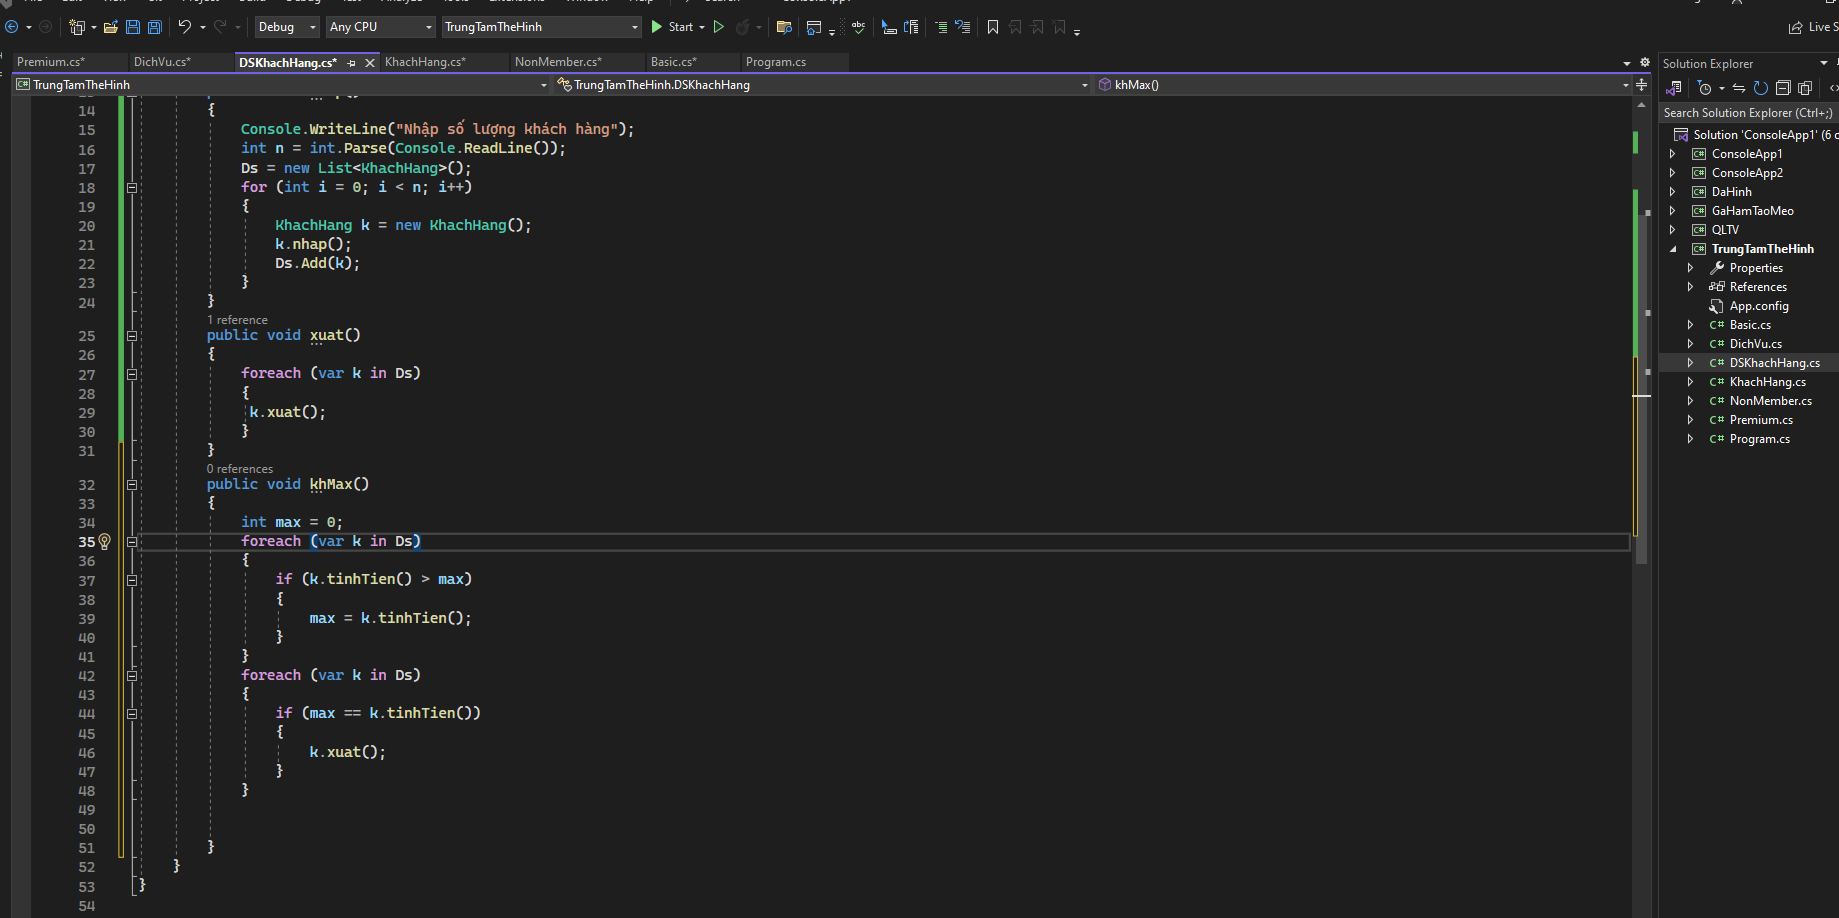 Debug
Any CPU
TrungTamTheHinh
Start
Live S
Premium.cs*
DichVu.cs*
DSKhachHang.cs*
KhachHang.cs*
NonMember.cs*
Basic.cs*
Program.cs
TrungTamTheHinh
TrungTamTheHinh.DSKhachHang
khMax()
14 {
15 Console.WriteLine("Nhập số lượng khách hàng");
16 int n = int.Parse(Console.ReadLine());
17 Ds = new List<KhachHang>();
18 for (int i = 0; i < n; i++)
19 {
20 KhachHang k = new KhachHang();
21 k.nhap();
22 Ds.Add(k);
23 }
24 }
1 reference
25 public void xuat()
26 {
27 foreach (var k in Ds)
28 {
29 k.xuat();
30 }
31 }
0 references
32 public void khMax()
33 {
34 int max = 0;
35 foreach (var k in Ds)
36 {
37 if (k.tinhTien() > max)
38 {
39 max = k.tinhTien();
40 }
41 }
42 foreach (var k in Ds)
43 {
44 if (max == k.tinhTien())
45 {
46 k.xuat();
47 }
48 }
49
50
51 }
52 }
53 }
54
Solution Explorer
Search Solution Explorer (Ctrl+;)
Solution 'ConsoleApp1' (6 o
ConsoleApp1
ConsoleApp2
DaHinh
GaHamTaoMeo
QLTV
TrungTamTheHinh
Properties
References
App.config
C# Basic.cs
C# DichVu.cs
C# DSKhachHang.cs
C# KhachHang.cs
C# NonMember.cs
C# Premium.cs
C# Program.cs